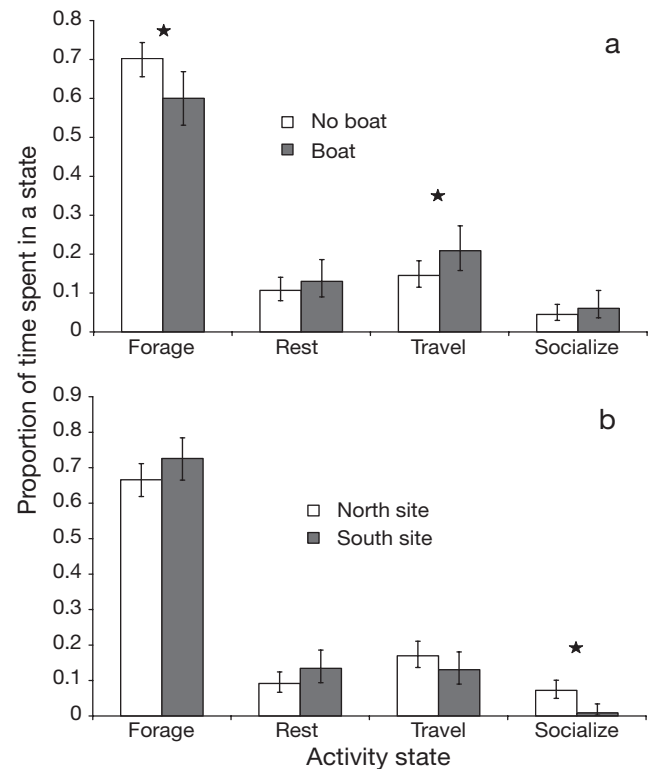 Proportion of time spent in a state
0.8
0.7
0.6
0.5
0.4
0.3
0.2
0.1
0
a
No boat
Boat
Forage Rest Travel Socialize
0.9
0.8
0.7
0.6
0.5
0.4
0.3
0.2
0.1
0
b
North site
South site
Forage Rest Travel Socialize
Activity state